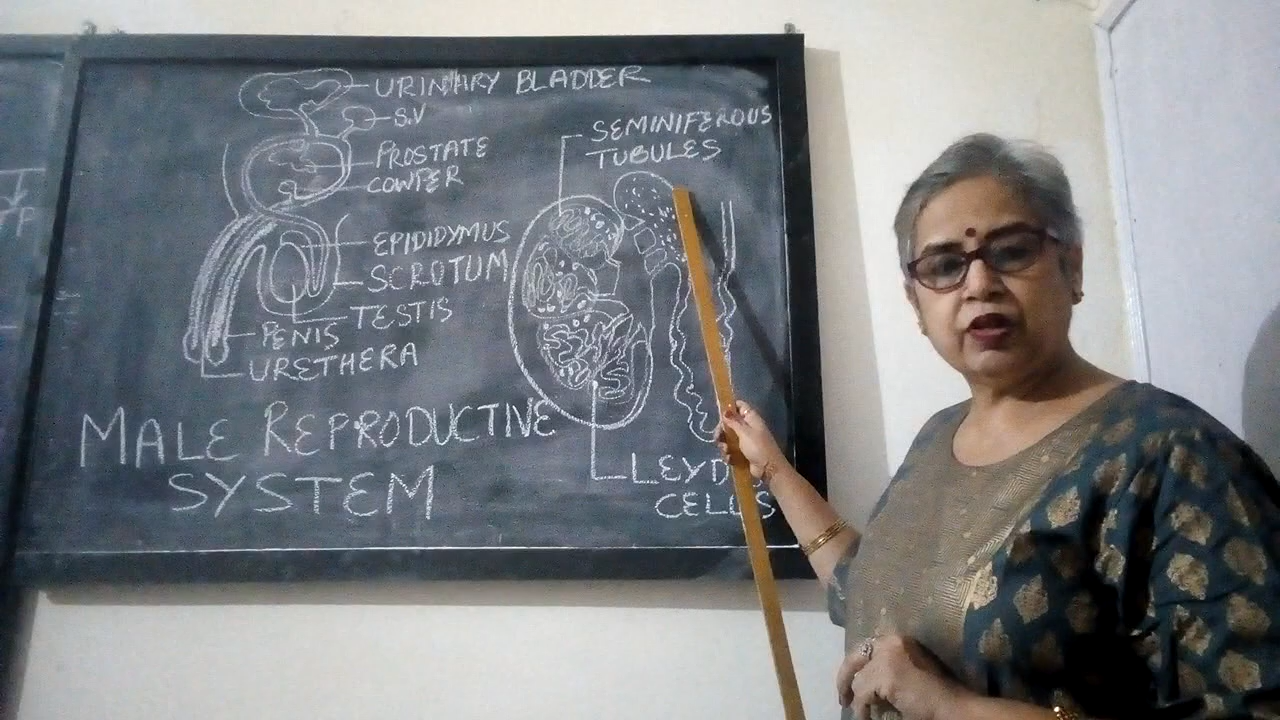 URINARY BLADDER
S.V
PROSTATE
COWPER
EPIDIDYMUS
SCROTUM
TESTIS
PENIS
URETHERA
MALE REPRODUCTIVE
SYSTEM
SEMINIFEROUS
TUBULES
CELLS